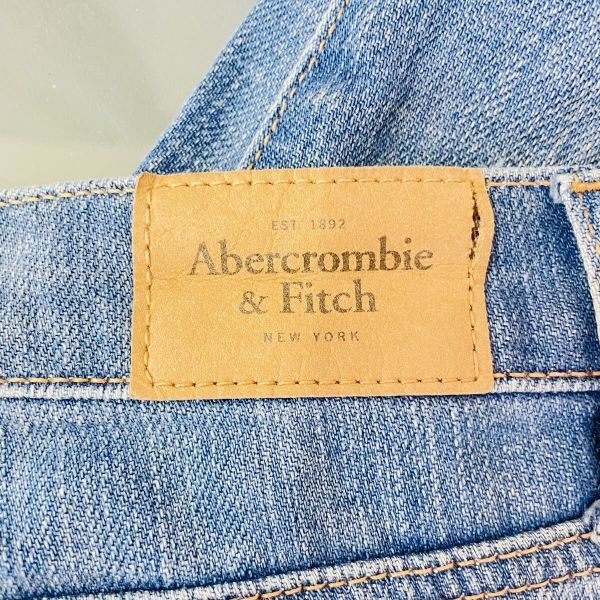 EST. 1892
Abercrombie
& Fitch
NEW YORK